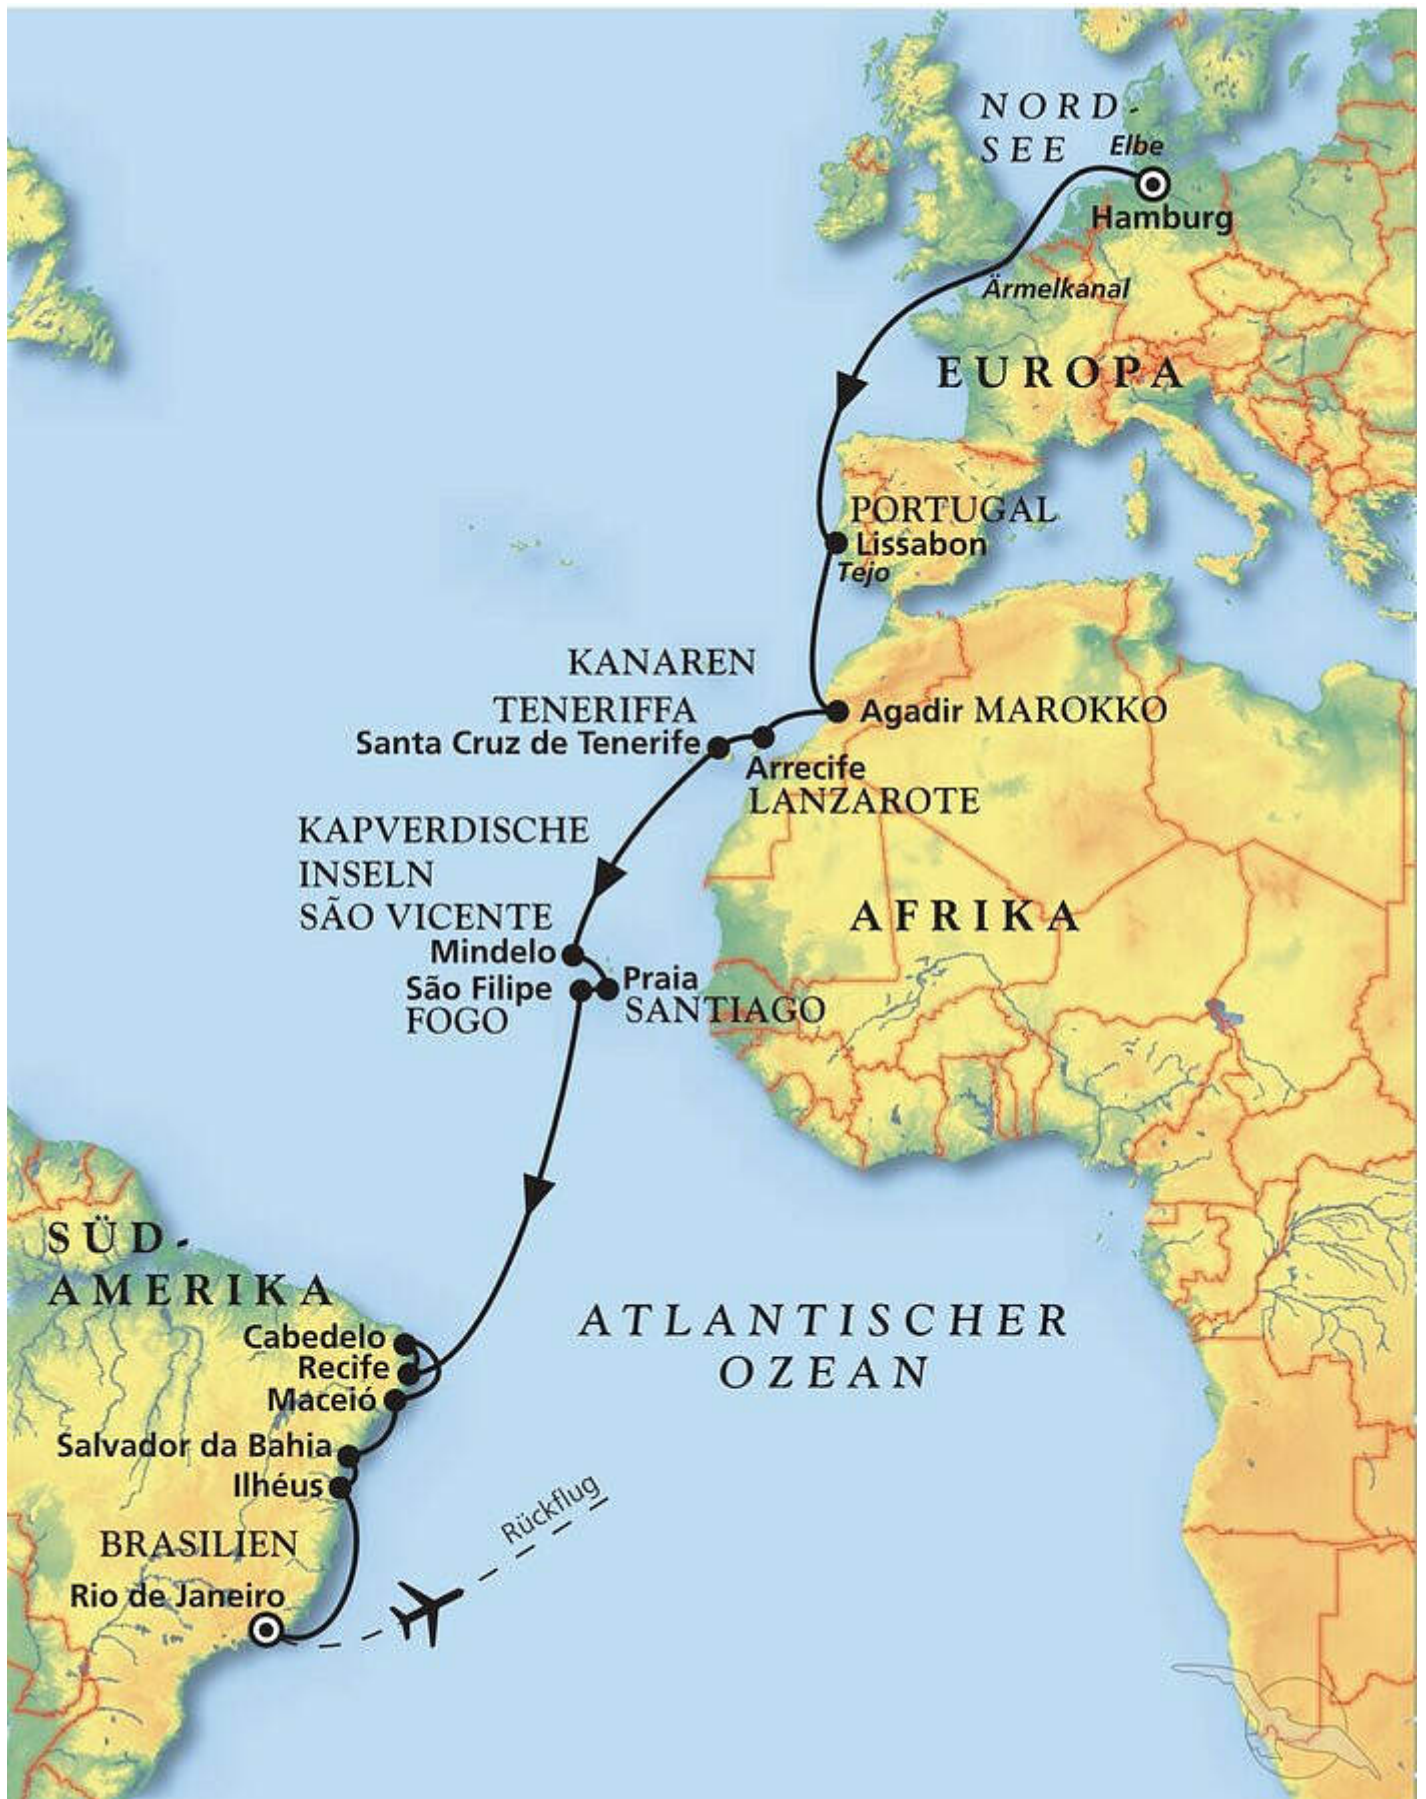 NORD-
SEE
Elbe
Hamburg
Ärmelkanal
EUROPA
PORTUGAL
Lissabon
Tejo
KANAREN
TENERIFFA
Santa Cruz de Tenerife
Agadir MAROKKO
Arrecife
LANZAROTE
KAPVERDISCHE
INSELN
SÃO VICENTE
Mindelo
São Filipe
FOGO
Praia
SANTIAGO
AFRIKA
SÜD-
AMERIKA
Cabedelo
Recife
Maceió
Salvador da Bahia
Ilhéus
ATLANTISCHER
OZEAN
BRASILIEN
Rio de Janeiro
Rückflug